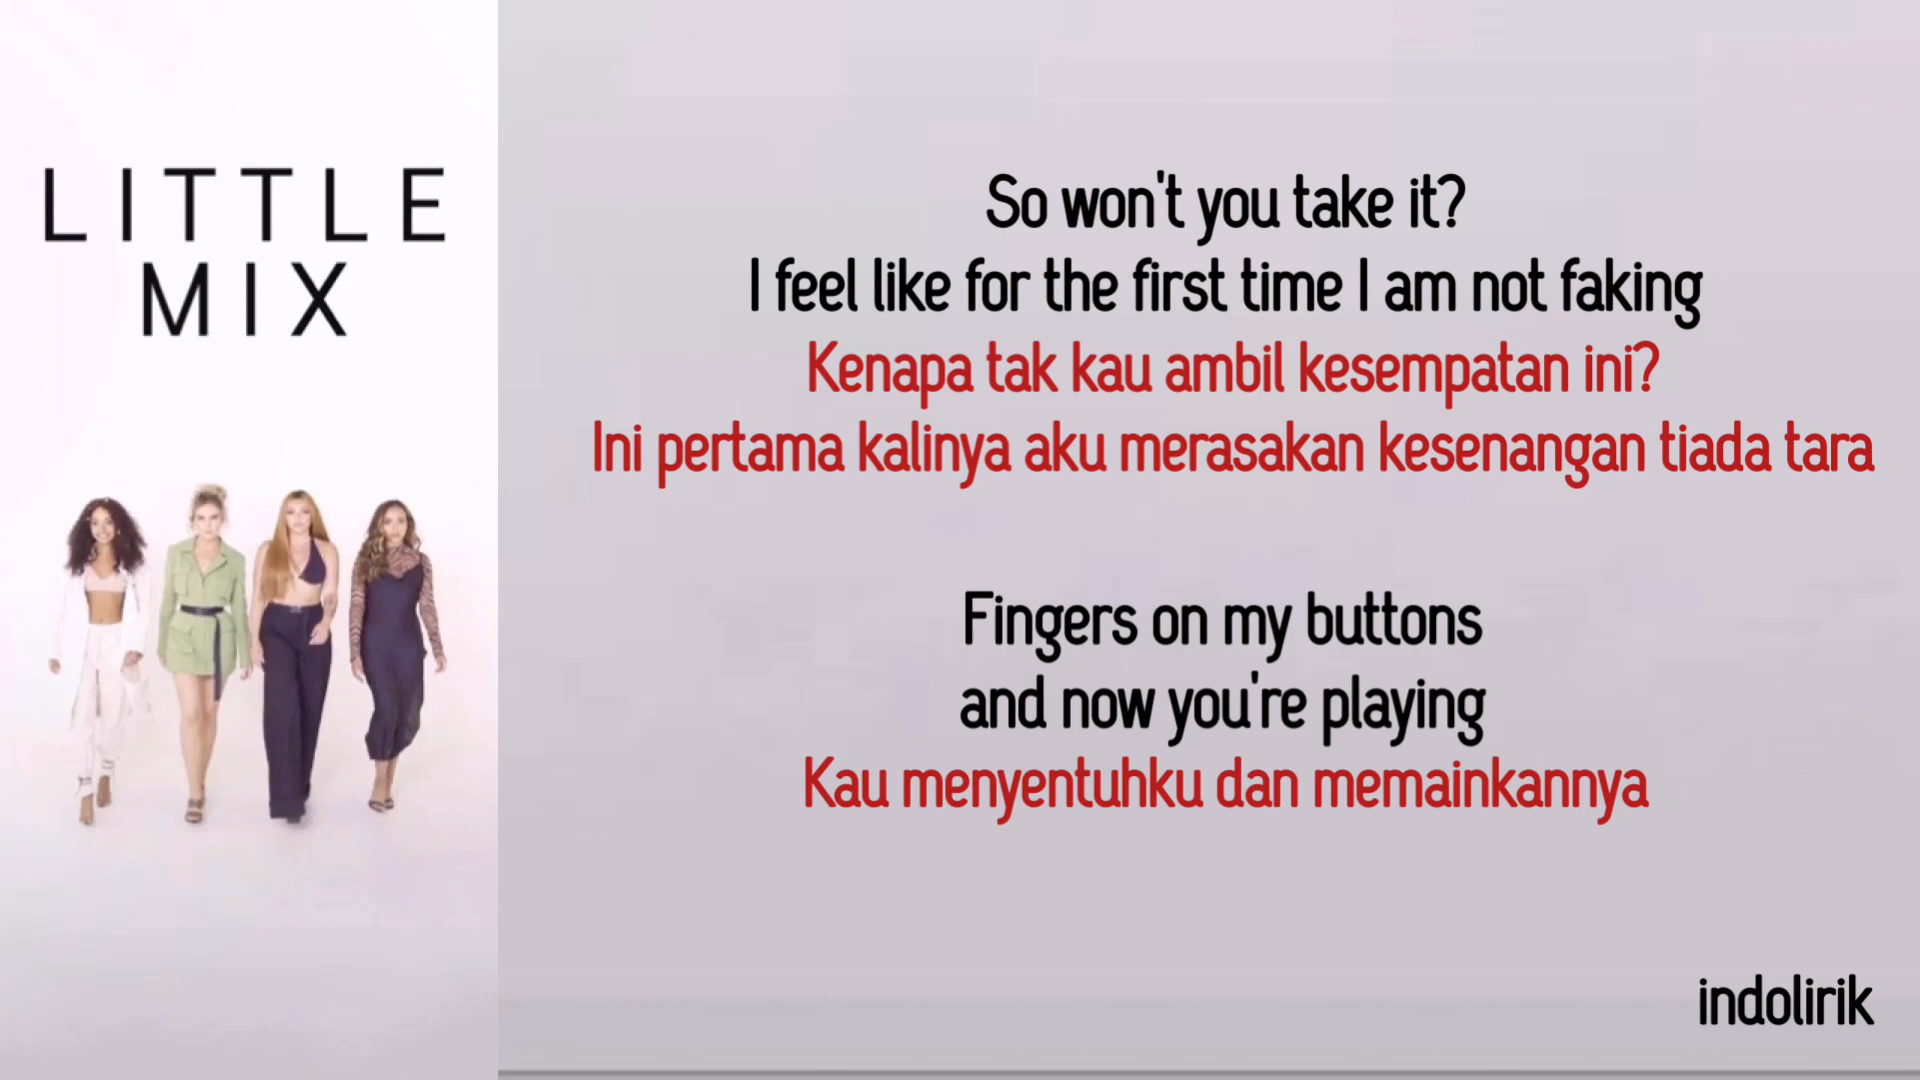 LITTLE
MIX
So won't you take it?
I feel like for the first time I am not faking
Kenapa tak kau ambil kesempatan ini?
Ini pertama kalinya aku merasakan kesenangan tiada tara
Fingers on my buttons
and now you're playing
Kau menyentuhku dan memainkannya
indolirik